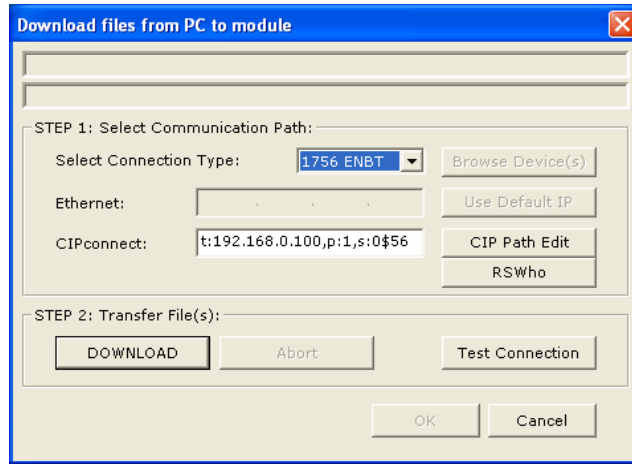 Download files from PC to module
STEP 1: Select Communication Path:
Select Connection Type: 1756 ENBT Browse Device(s)
Ethernet: . . . Use Default IP
CIPconnect: t:192.168.0.100,p:1,s:0$56 CIP Path Edit
RSWho
STEP 2: Transfer File(s):
DOWNLOAD Abort Test Connection
OK Cancel